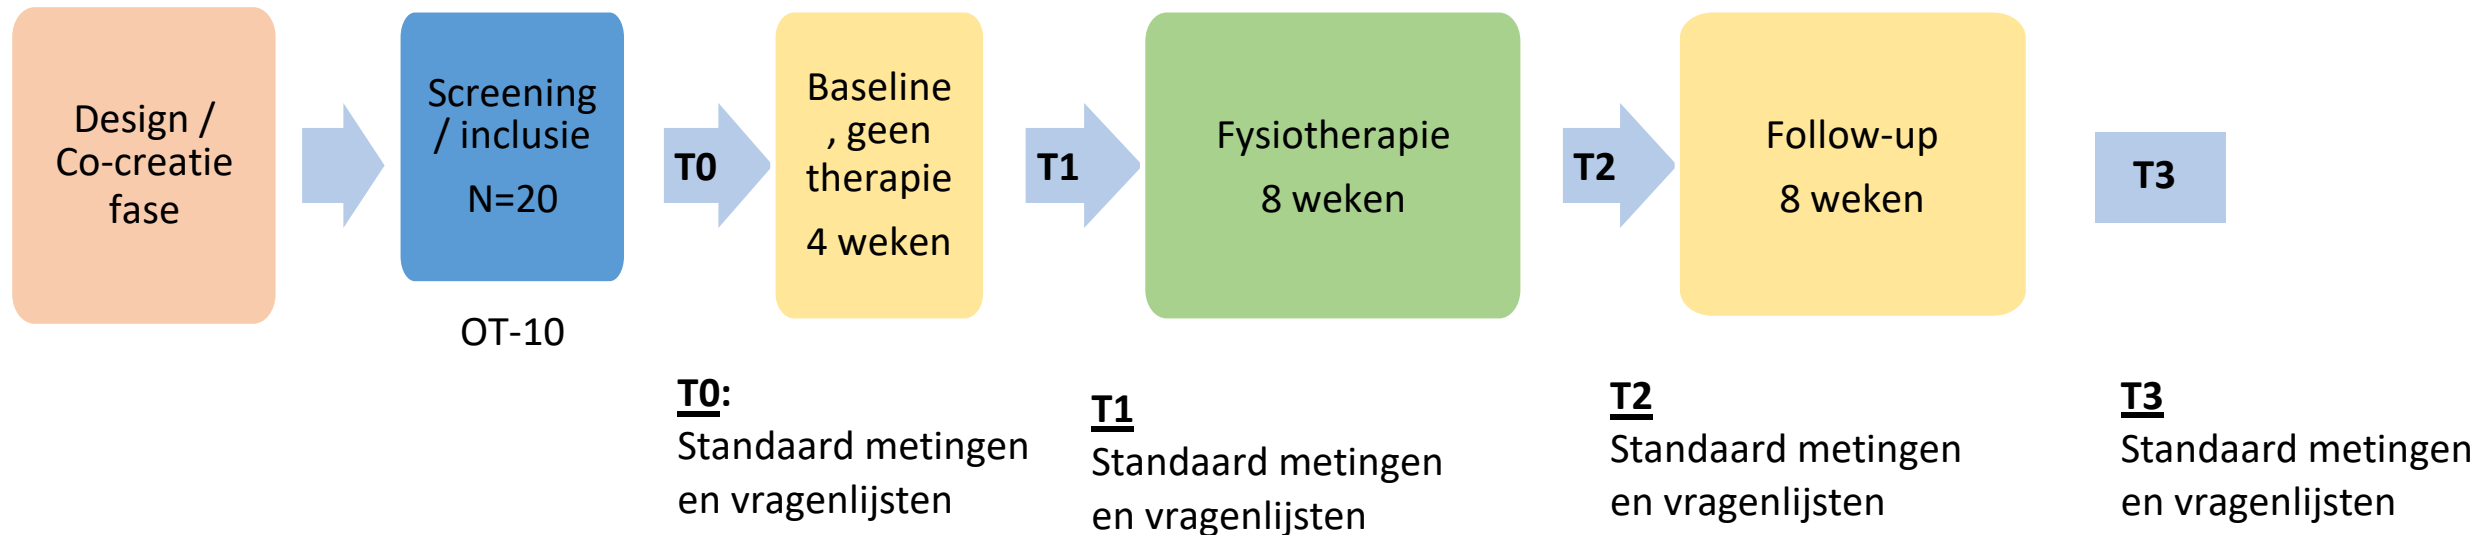 Design /
Co-creatie
fase
Screening
/ inclusie
N=20
OT-10
T0
Baseline
, geen
therapie
4 weken
T1
Fysiotherapie
8 weken
T2
Follow-up
8 weken
T3
T0:
Standaard metingen
en vragenlijsten
T1
Standaard metingen
en vragenlijsten
T2
Standaard metingen
en vragenlijsten
T3
Standaard metingen
en vragenlijsten